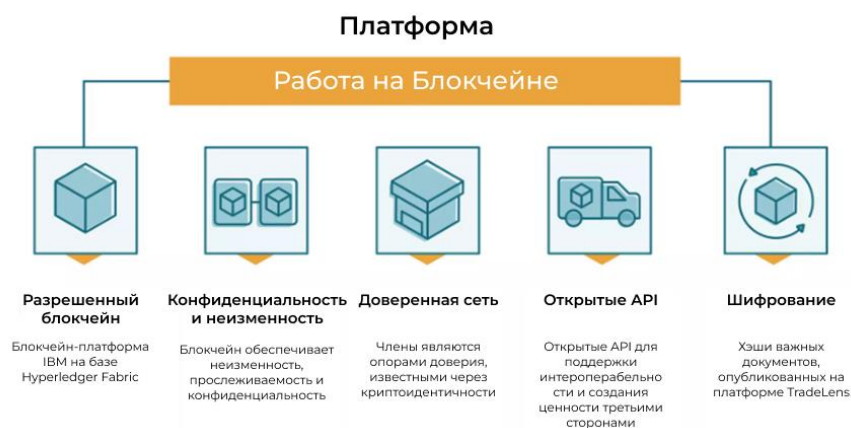 Платформа
Работа на Блокчейне
Разрешенный
блокчейн
Блокчейн-платформа
IBM на базе
Hyperledger Fabric
Конфиденциальность
и неизменность
Блокчейн обеспечивает
неизменность,
прослеживаемость и
конфиденциальность
Доверенная сеть
Члены являются
опорами доверия,
известными через
криптоидентичности
Открытые API
Открытые API для
поддержки
интероперабельно
сти и создания
ценности третьими
сторонами
Шифрование
Хэши важных
документов,
опубликованных на
платформе TradeLens